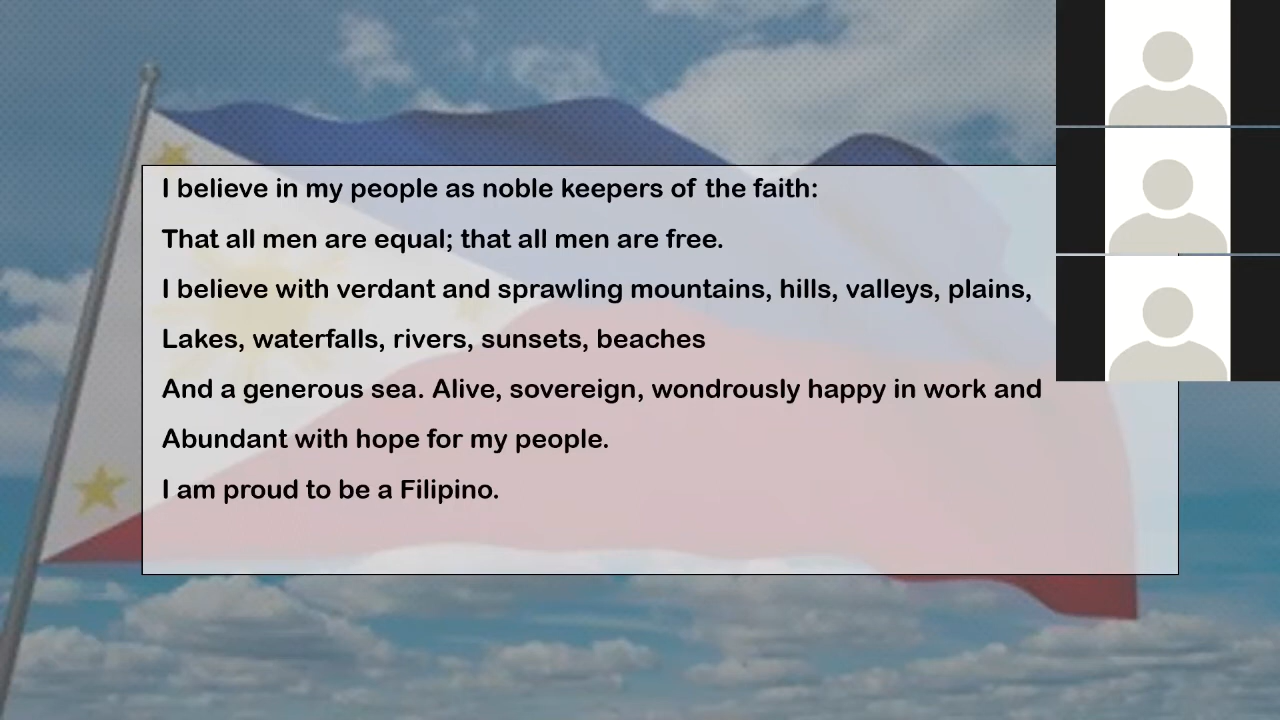 I believe in my people as noble keepers of the faith:
That all men are equal; that all men are free.
I believe with verdant and sprawling mountains, hills, valleys, plains,
Lakes, waterfalls, rivers, sunsets, beaches
And a generous sea. Alive, sovereign, wondrously happy in work and
Abundant with hope for my people.
I am proud to be a Filipino.